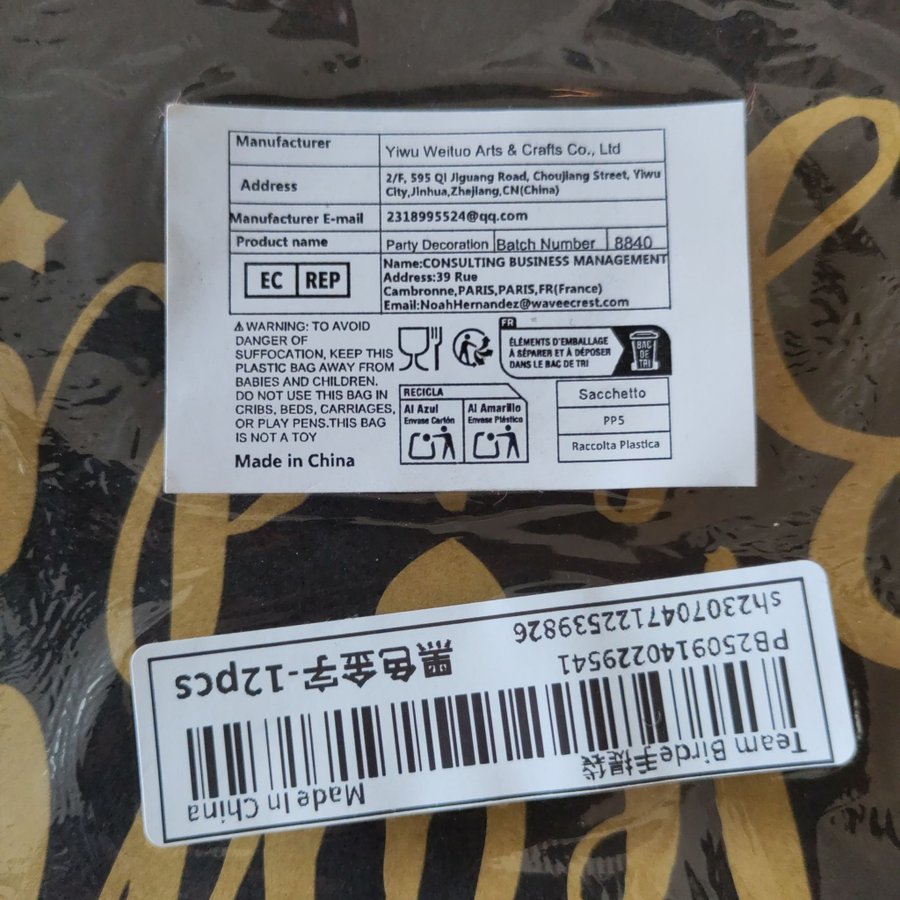 Manufacturer Yiwu Weituo Arts & Crafts Co., Ltd
Address 2/F, 595 QI Jiguang Road, Choujiang Street, Yiwu
City,Jinhua,Zhejiang,CN(China)
Manufacturer E-mail 2318995524@qq.com
Product name Party Decoration Batch Number 8840
EC REP
Name:CONSULTING BUSINESS MANAGEMENT
Address:39 Rue
Cambronne,PARIS,PARIS,FR(France)
Email:NoahHernandez@waveecrest.com
⚠WARNING: TO AVOID
DANGER OF
SUFFOCATION, KEEP THIS
PLASTIC BAG AWAY FROM
BABIES AND CHILDREN.
DO NOT USE THIS BAG IN
CRIBS, BEDS, CARRIAGES,
OR PLAY PENS.THIS BAG
IS NOT A TOY
Made in China
FR
ÉLÉMENTS D'EMBALLAGE
À SÉPARER ET À DÉPOSER
DANS LE BAC DE TRI
BAC
DE
TRI
RECICLA
Al Azul
Envase Cartón
Al Amarillo
Envase Plástico
Sacchetto
PP5
Raccolta Plastica
Team Birde手提袋 Made In China
PB2509140229541
sh2307047122539826 黑色金字-12pcs